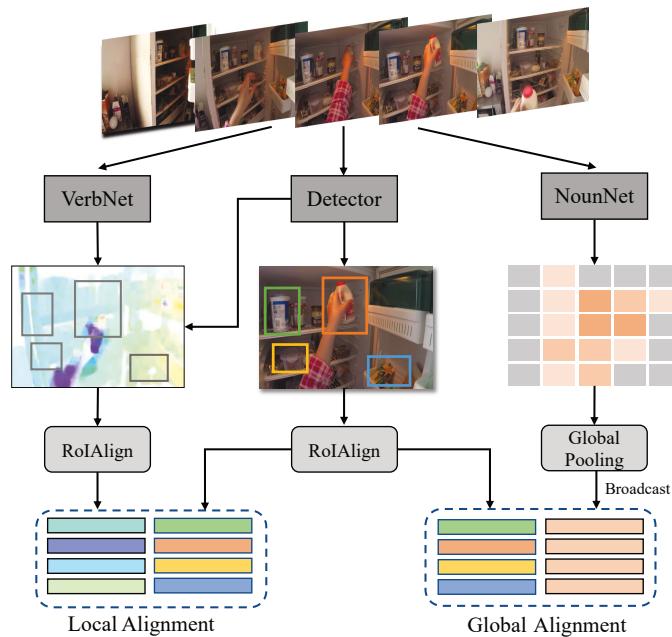 VerbNet
Detector
NounNet
RoIAlign
RoIAlign
Global
Pooling
Broadcast
Local Alignment
Global Alignment